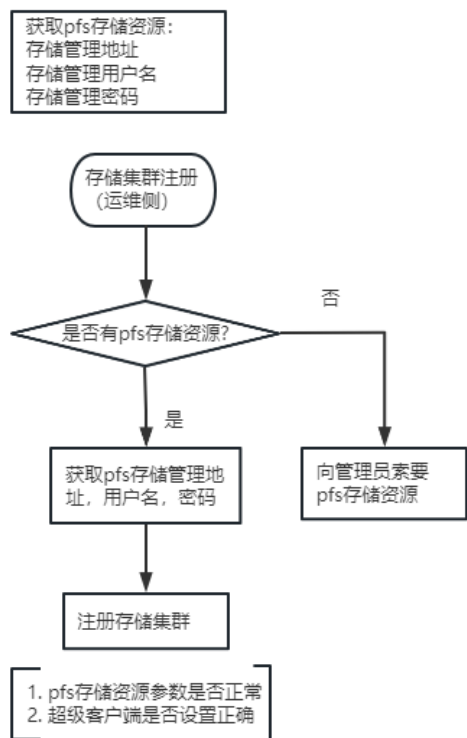 获取pfs存储资源：
存储管理地址
存储管理用户名
存储管理密码
存储集群注册
（运维侧）
否
是否有pfs存储资源？
是
获取pfs存储管理地
址，用户名，密码
向管理员索要
pfs存储资源
注册存储集群
1. pfs存储资源参数是否正常
2. 超级客户端是否设置正确